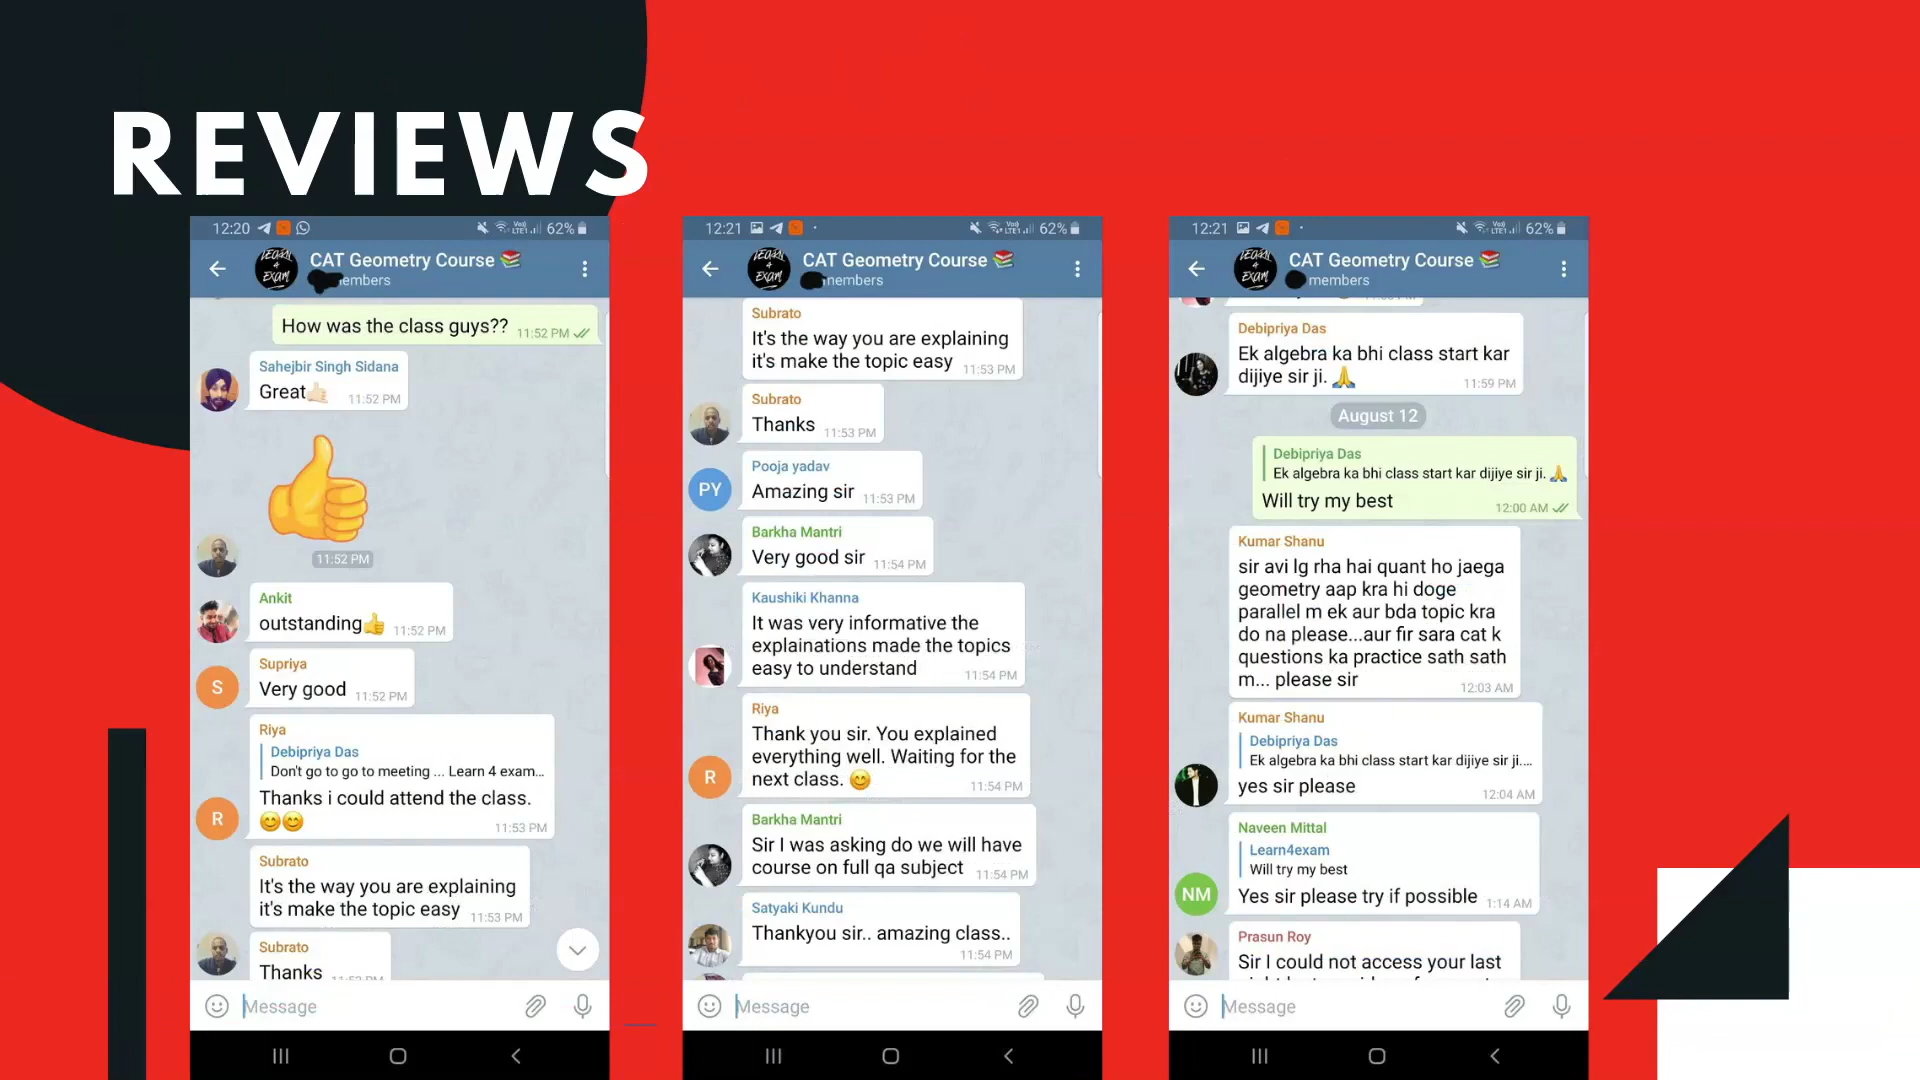 REVIEWS
12:20
62%
CAT Geometry Course
members
How was the class guys?? 11:52 PM
Sahejbir Singh Sidana
Great 11:52 PM
11:52 PM
Ankit
outstanding 11:52 PM
S
Supriya
Very good 11:52 PM
Riya
Debipriya Das
Don't go to go to meeting ... Learn 4 exam...
Thanks i could attend the class.
R
11:53 PM
Subrato
It's the way you are explaining
it's make the topic easy 11:53 PM
Subrato
Thanks 11:53 PM
Message
12:21
62%
LEARN
4
EXAM
CAT Geometry Course
members
Subrato
It's the way you are explaining
it's make the topic easy 11:53 PM
Subrato
Thanks 11:53 PM
PY
Pooja yadav
Amazing sir 11:53 PM
Barkha Mantri
Very good sir 11:54 PM
Kaushiki Khanna
It was very informative the
explainations made the topics
easy to understand 11:54 PM
Riya
Thank you sir. You explained
everything well. Waiting for the
next class. 11:54 PM
R
Barkha Mantri
Sir I was asking do we will have
course on full qa subject 11:54 PM
Satyaki Kundu
Thankyou sir.. amazing class..
11:54 PM
Message
12:21
62%
CAT Geometry Course
members
Debipriya Das
Ek algebra ka bhi class start kar
dijiye sir ji. 11:59 PM
August 12
Debipriya Das
Ek algebra ka bhi class start kar dijiye sir ji.
Will try my best 12:00 AM
Kumar Shanu
sir avi lg rha hai quant ho jaega
geometry aap kra hi doge
parallel m ek aur bda topic kra
do na please...aur fir sara cat k
questions ka practice sath sath
m... please sir 12:03 AM
Kumar Shanu
Debipriya Das
Ek algebra ka bhi class start kar dijiye sir ji....
yes sir please 12:04 AM
Naveen Mittal
Learn4exam
Will try my best
NM
Yes sir please try if possible 1:14 AM
Prasun Roy
Sir I could not access your last
Message